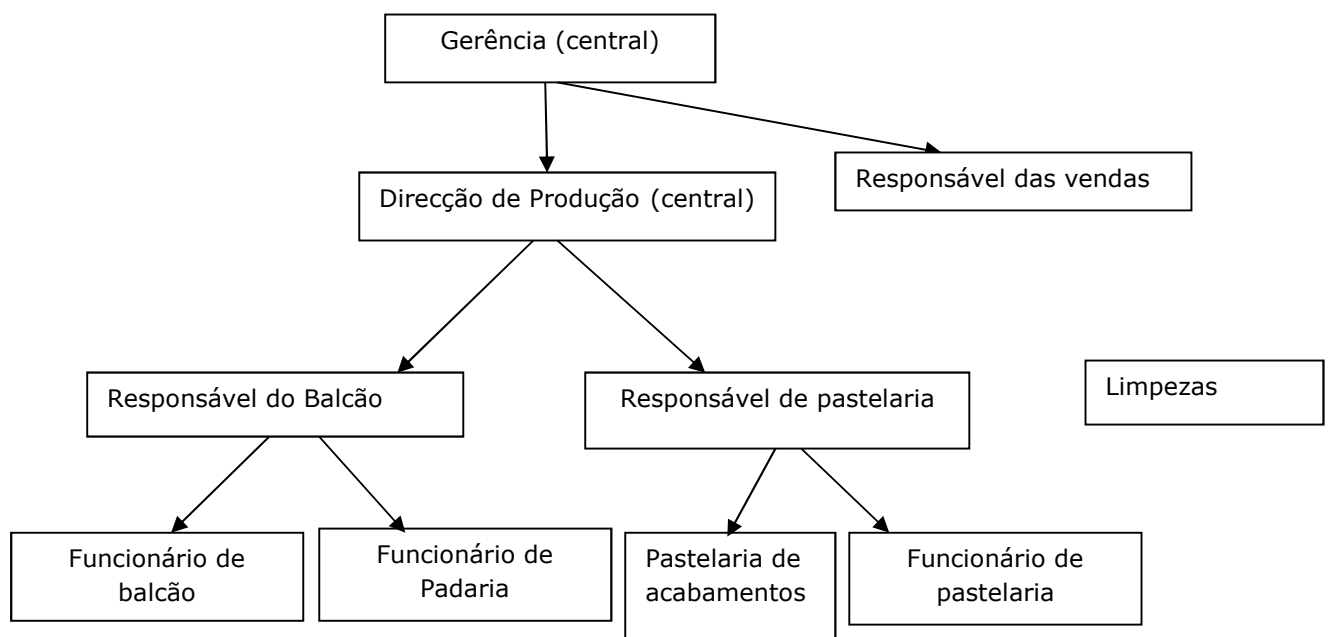 Gerência (central)
Responsável das vendas
Direcção de Produção (central)
Responsável do Balcão
Responsável de pastelaria
Limpezas
Funcionário de
balcão
Funcionário de
Padaria
Pastelaria de
acabamentos
Funcionário de
pastelaria